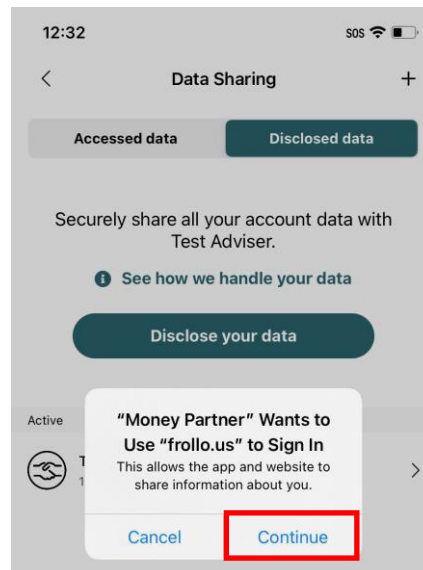 12:32 SOS
Data Sharing +
Accessed data Disclosed data
Securely share all your account data with
Test Adviser.
See how we handle your data
Disclose your data
Active
“Money Partner” Wants to
Use “frollo.us” to Sign In
This allows the app and website to
share information about you.
Cancel Continue